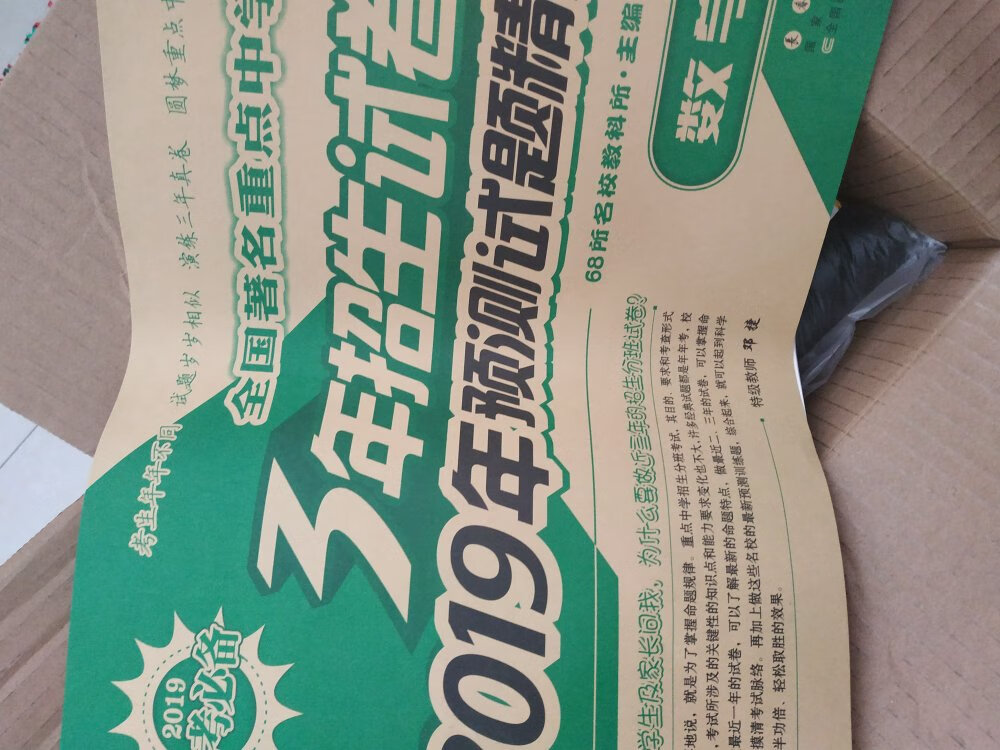 考生年年不同 试题岁岁相似 演练三年真卷 圆梦重点中
全国著名重点中学
3年招生试卷
2019年预测试题精
2019
考必备
68所名校教科所·主编
数学
学生及家长问我，为什么要做近三年的招生分班试卷？
地说，就是为了掌握命题规律。重点中学招生分班考试，其目的、要求和考查形式
，考试所涉及的关键性的知识点和能力要求变化也不大，许多经典试题都是年年考，校
最近一年的试卷，可以了解最新的命题特点，做最近二、三年的试卷，可以掌握命
摸清考试脉络。再加上做这些名校的最新预测训练题，综合起来，就可以起到科学
半功倍、轻松取胜的效果。
特级教师 邓捷